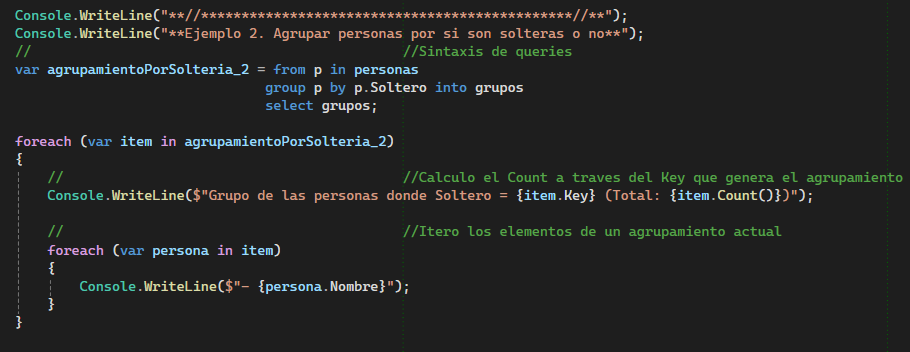 Console.WriteLine("**//**********************************************//**");
Console.WriteLine("**Ejemplo 2. Agrupar personas por si son solteras o no**");
// //Sintaxis de queries
var agrupamientoPorSolteria_2 = from p in personas
group p by p.Soltero into grupos
select grupos;
foreach (var item in agrupamientoPorSolteria_2)
{
// //Calculo el Count a traves del Key que genera el agrupamiento
Console.WriteLine($"Grupo de las personas donde Soltero = {item.Key} (Total: {item.Count()})");
// //Itero los elementos de un agrupamiento actual
foreach (var persona in item)
{
Console.WriteLine($"- {persona.Nombre}");
}
}